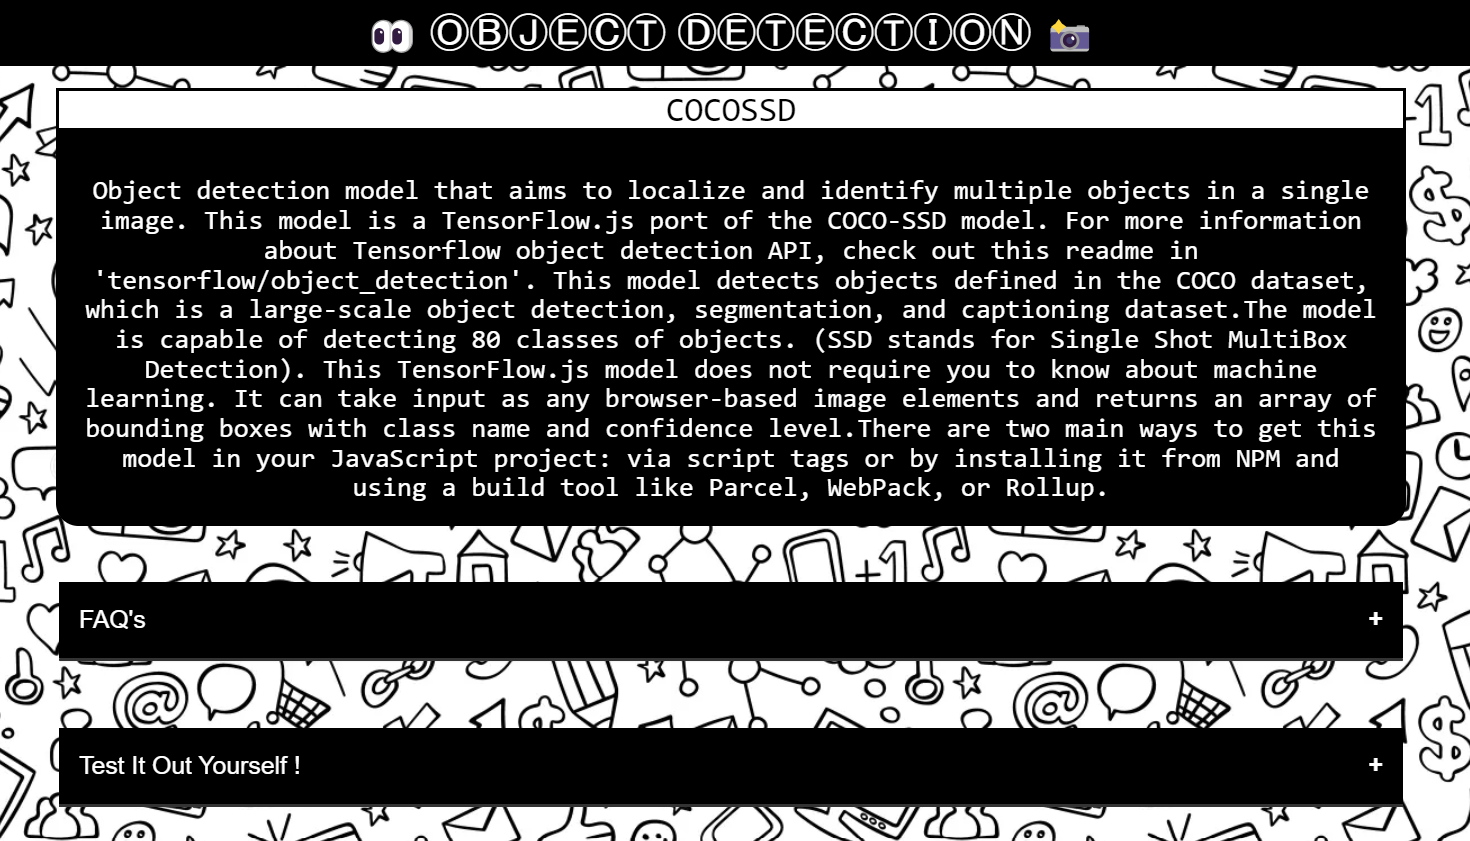 👀 ⓄⒷⒿⒺⒸⓉ ⒹⒺⓉⒺⒸⓉⒾⓄⓃ 📸
COCOSSD
Object detection model that aims to localize and identify multiple objects in a single
image. This model is a TensorFlow.js port of the COCO-SSD model. For more information
about Tensorflow object detection API, check out this readme in
'tensorflow/object_detection'. This model detects objects defined in the COCO dataset,
which is a large-scale object detection, segmentation, and captioning dataset.The model
is capable of detecting 80 classes of objects. (SSD stands for Single Shot MultiBox
Detection). This TensorFlow.js model does not require you to know about machine
learning. It can take input as any browser-based image elements and returns an array of
bounding boxes with class name and confidence level.There are two main ways to get this
model in your JavaScript project: via script tags or by installing it from NPM and
using a build tool like Parcel, WebPack, or Rollup.
FAQ's +
Test It Out Yourself ! +